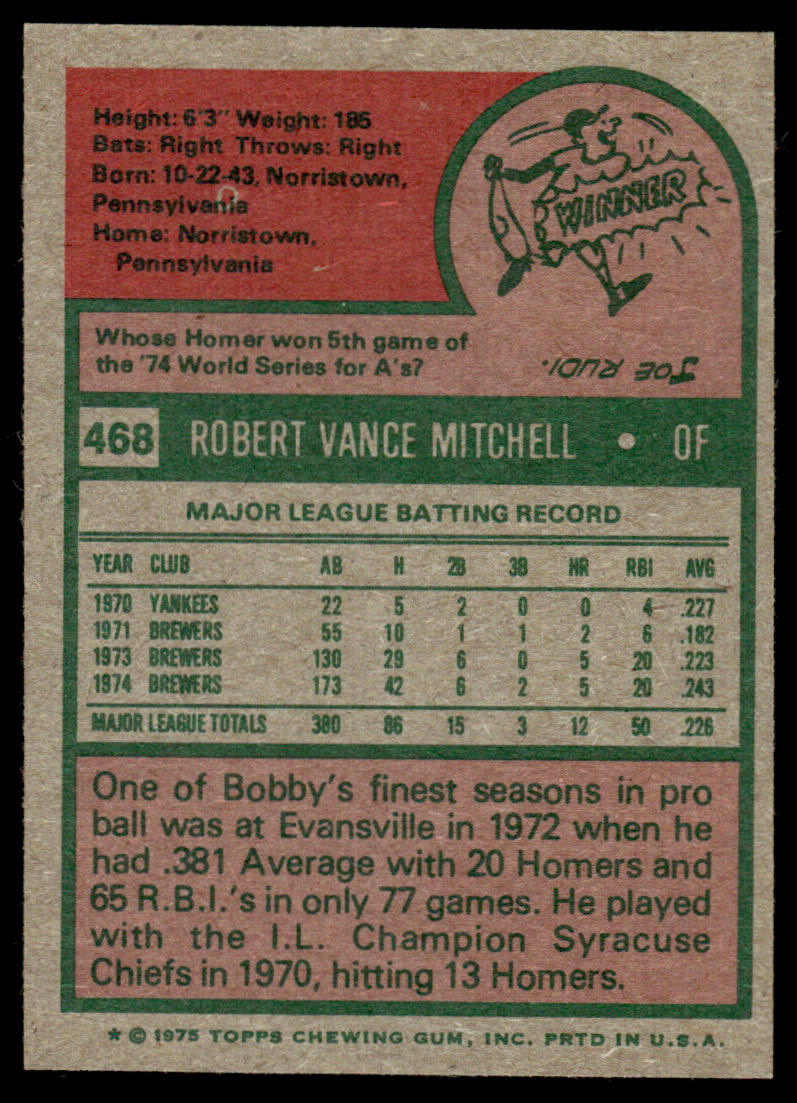 Height: 6'3" Weight: 185
Bats: Right Throws: Right
Born: 10-22-43, Norristown,
Pennsylvania
Home: Norristown,
Pennsylvania
WINNER
Whose Homer won 5th game of
the '74 World Series for A's?
JOE RUDI.
468 ROBERT VANCE MITCHELL • OF
MAJOR LEAGUE BATTING RECORD
YEAR CLUB AB H 2B 3B HR RBI AVG
1970 YANKEES 22 5 2 0 0 4 .227
1971 BREWERS 55 10 1 1 2 6 .182
1973 BREWERS 130 29 6 0 5 20 .223
1974 BREWERS 173 42 6 2 5 20 .243
MAJOR LEAGUE TOTALS 380 86 15 3 12 50 .226
One of Bobby's finest seasons in pro
ball was at Evansville in 1972 when he
had .381 Average with 20 Homers and
65 R.B.I.'s in only 77 games. He played
with the I.L. Champion Syracuse
Chiefs in 1970, hitting 13 Homers.
* © 1975 TOPPS CHEWING GUM, INC. PRTD IN U.S.A.